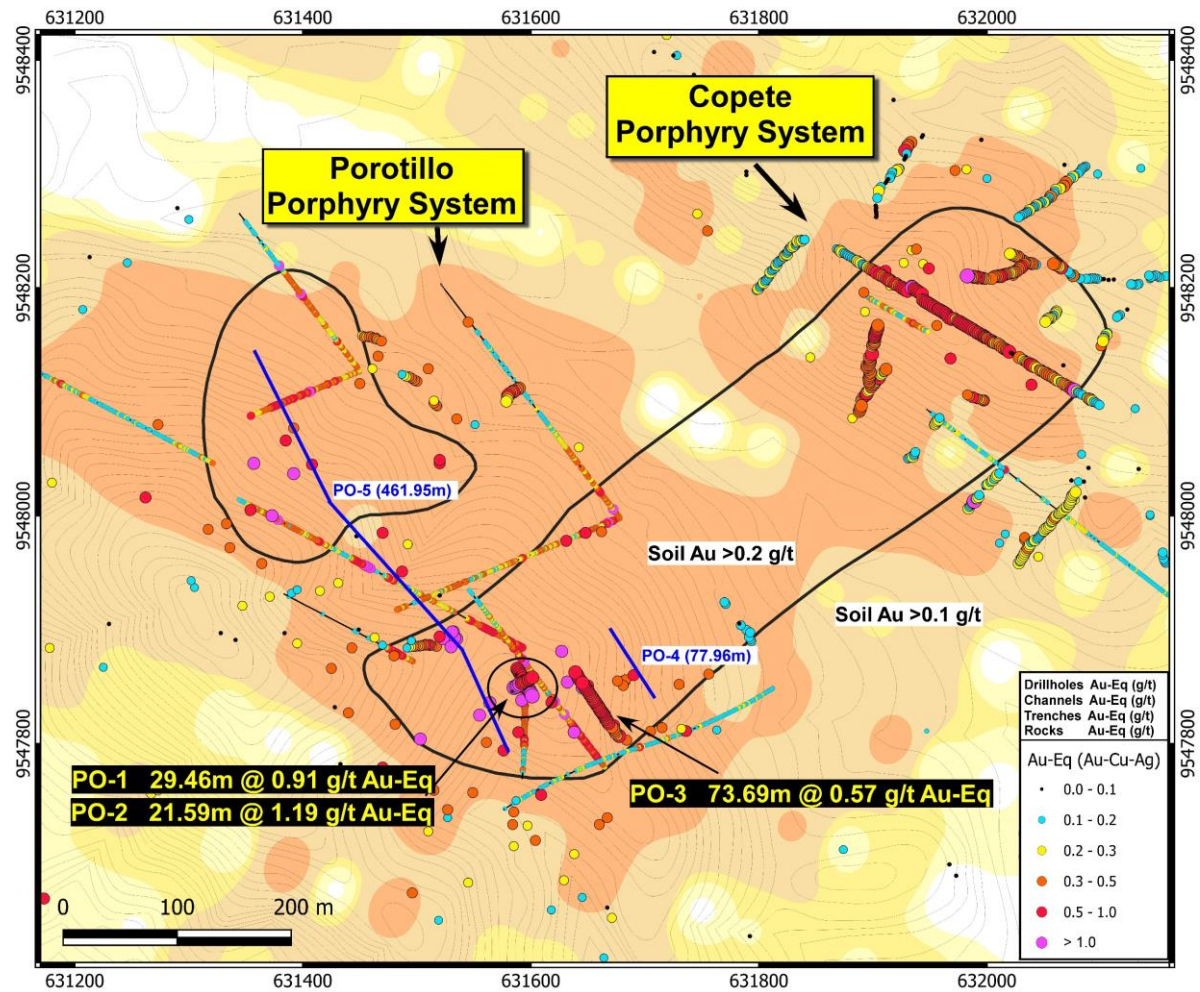 631200 631400 631600 631800 632000
9548400
9548400
Copete
Porphyry System
Porotillo
Porphyry System
9548200
9548200
PO-5 (461.95m)
9548000
9548000
Soil Au >0.2 g/t
Soil Au >0.1 g/t
PO-4 (77.96m)
9547800
9547800
PO-1 29.46m @ 0.91 g/t Au-Eq
PO-2 21.59m @ 1.19 g/t Au-Eq
PO-3 73.69m @ 0.57 g/t Au-Eq
Drillholes Au-Eq (g/t)
Channels Au-Eq (g/t)
Trenches Au-Eq (g/t)
Rocks Au-Eq (g/t)
Au-Eq (Au-Cu-Ag)
0.0 - 0.1
0.1 - 0.2
0.2 - 0.3
0.3 - 0.5
0.5 - 1.0
> 1.0
0 100 200 m
631200 631400 631600 631800 632000